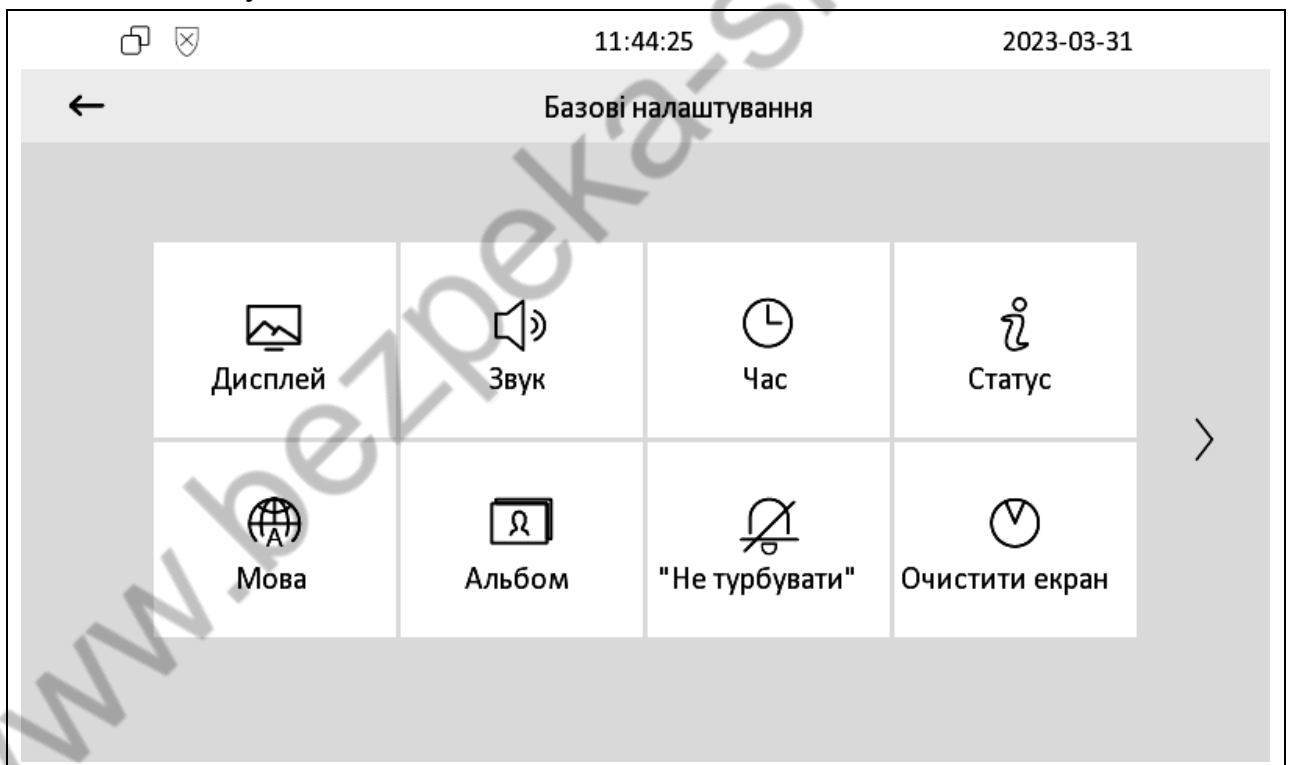 11:44:25 2023-03-31
Базові налаштування
Дисплей Звук Час Статус
Мова Альбом "Не турбувати" Очистити екран
www.bezpeka-s